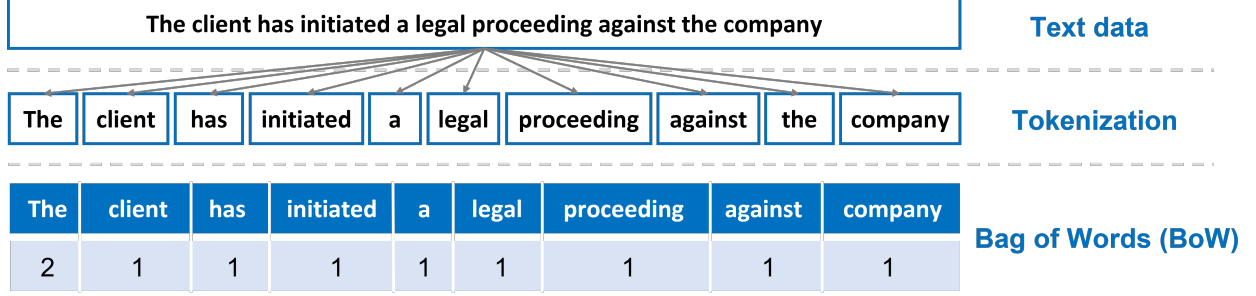 The client has initiated a legal proceeding against the company
Text data
The client has initiated a legal proceeding against the company
Tokenization
The client has initiated a legal proceeding against company
2 1 1 1 1 1 1 1 1
Bag of Words (BoW)